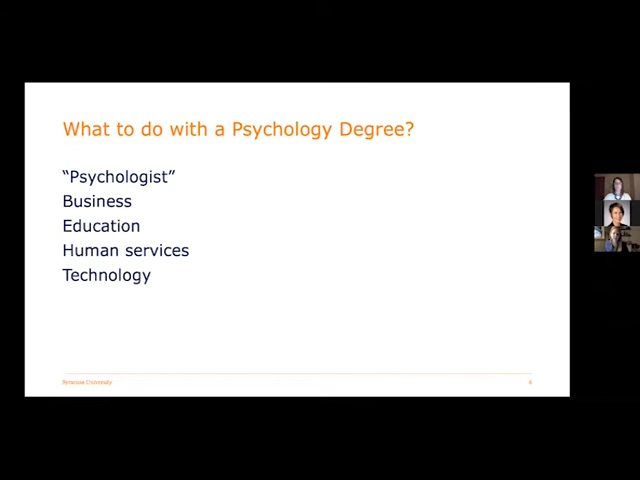 What to do with a Psychology Degree?
“Psychologist”
Business
Education
Human services
Technology
Syracuse University